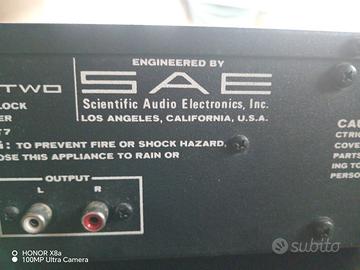 ENGINEERED BY
SAE
Scientific Audio Electronics, Inc.
LOS ANGELES, CALIFORNIA, U.S.A.
TWO
LOCK
ER
T7
: TO PREVENT FIRE OR SHOCK HAZARD,
OSE THIS APPLIANCE TO RAIN OR
OUTPUT
L R
CAU
CTRIC
COVE
PARTS
ING TO
PERSO
HONOR X8a
100MP Ultra Camera
subito